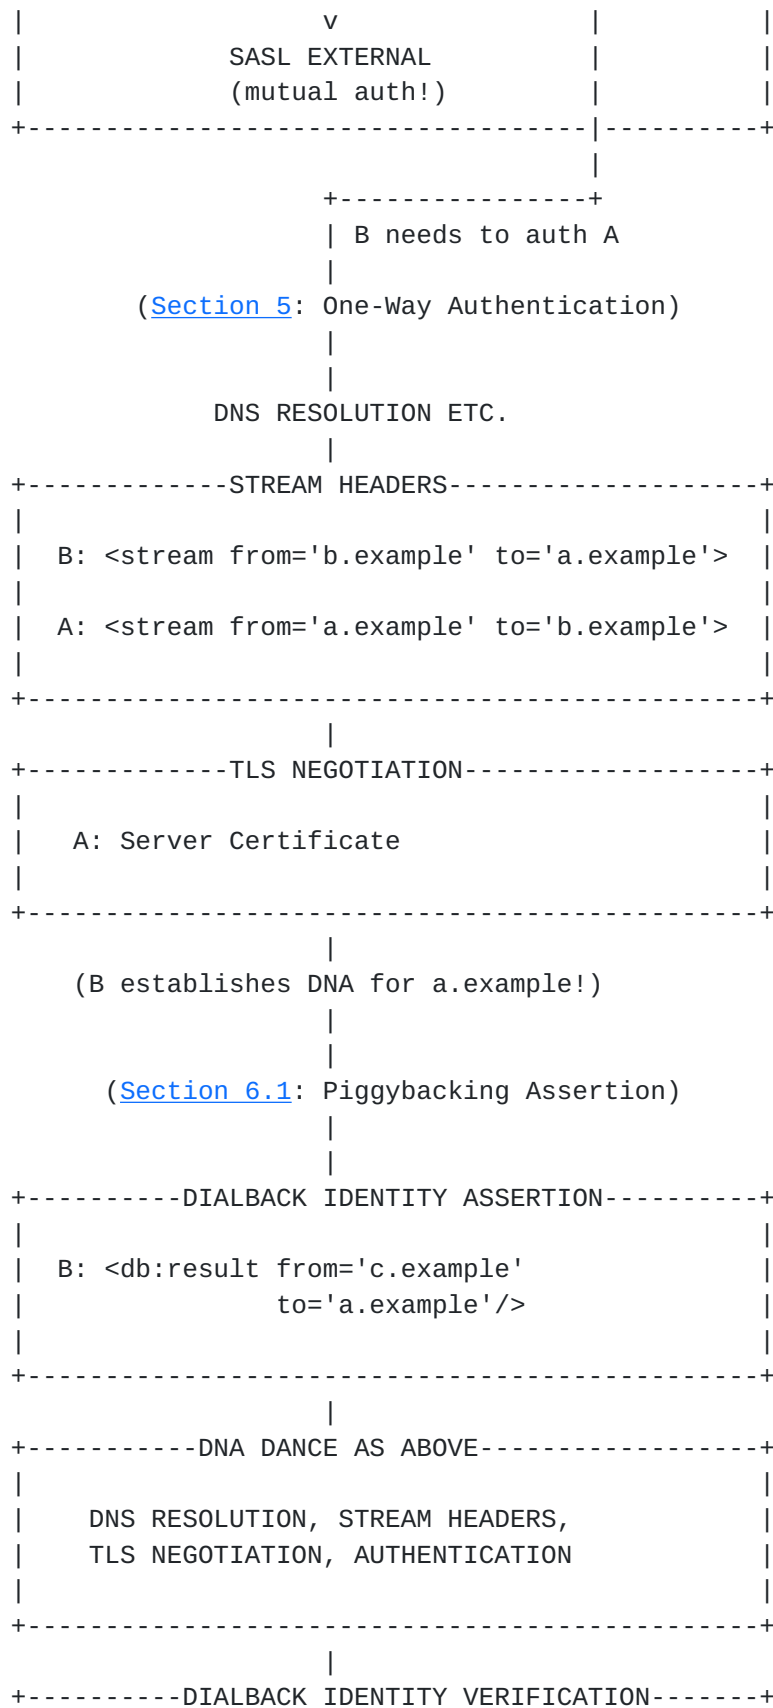 |                   v                |          |
|             SASL EXTERNAL          |          |
|             (mutual auth!)         |          |
+------------------------------------|----------+
                                     |
                    +----------------+
                    | B needs to auth A
                    |
        (Section 5: One-Way Authentication)
                    |
                    |
             DNS RESOLUTION ETC.
                    |
+-------------STREAM HEADERS--------------------+
|                                               |
|  B: <stream from='b.example' to='a.example'>  |
|                                               |
|  A: <stream from='a.example' to='b.example'>  |
|                                               |
+-----------------------------------------------+
                    |
+-------------TLS NEGOTIATION-------------------+
|                                               |
|   A: Server Certificate                       |
|                                               |
+-----------------------------------------------+
                    |
    (B establishes DNA for a.example!)
                    |
                    |
      (Section 6.1: Piggybacking Assertion)
                    |
                    |
+----------DIALBACK IDENTITY ASSERTION----------+
|                                               |
|  B: <db:result from='c.example'               |
|                to='a.example'/>               |
|                                               |
+-----------------------------------------------+
                    |
+-----------DNA DANCE AS ABOVE------------------+
|                                               |
|    DNS RESOLUTION, STREAM HEADERS,            |
|    TLS NEGOTIATION, AUTHENTICATION            |
|                                               |
+-----------------------------------------------+
                    |
+----------DIALBACK IDENTITY VERIFICATION-------+